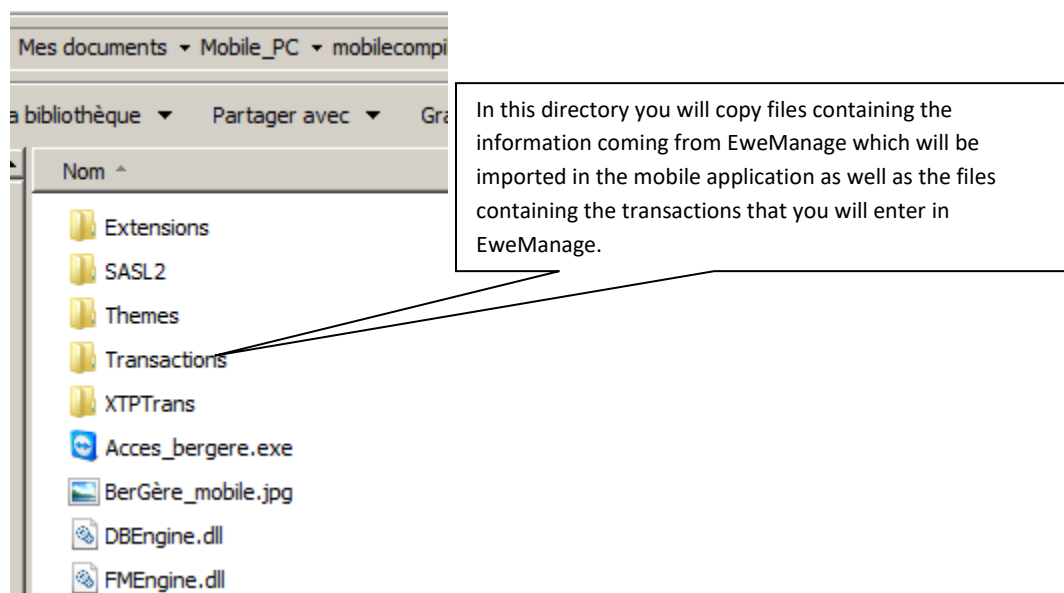 Mes documents Mobile_PC
a bibliothèque Partager avec
Nom
Extensions
SASL2
Themes
Transactions
XTPTrans
Acces_bergere.exe
BerGère_mobile.jpg
DBEngine.dll
FMEngine.dll
In this directory you will copy files containing the
information coming from EweManage which will be
imported in the mobile application as well as the files
containing the transactions that you will enter in
EweManage.